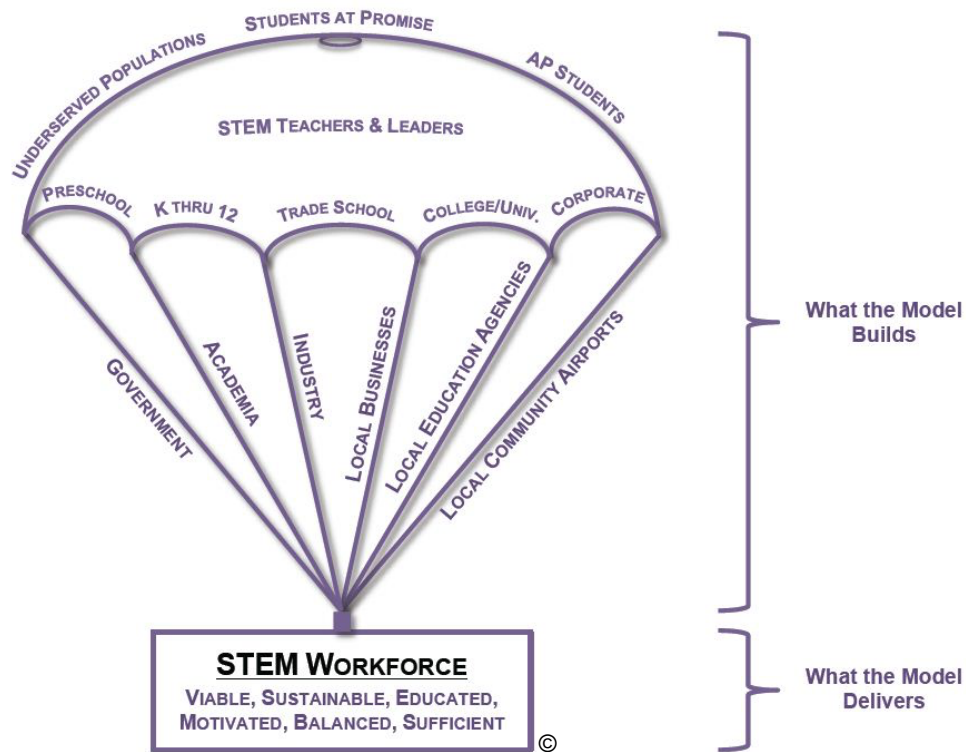 STUDENTS AT PROMISE
UNDERSERVED POPULATIONS
AP STUDENTS
STEM TEACHERS & LEADERS
PRESCHOOL
K THRU 12
TRADE SCHOOL
COLLEGE/UNIV.
CORPORATE
GOVERNMENT
ACADEMIA
INDUSTRY
LOCAL BUSINESSES
LOCAL EDUCATION AGENCIES
LOCAL COMMUNITY AIRPORTS
What the Model
Builds
STEM WORKFORCE
VIABLE, SUSTAINABLE, EDUCATED,
MOTIVATED, BALANCED, SUFFICIENT
©
What the Model
Delivers